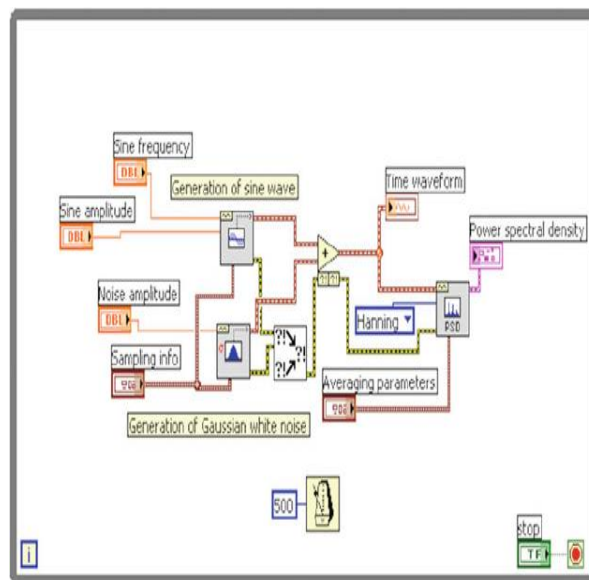 Sine frequency
DBL
Generation of sine wave
Time waveform
Sine amplitude
DBL
Power spectral density
Noise amplitude
DBL
Hanning
PSD
Sampling info
Averaging parameters
Generation of Gaussian white noise
500
stop
i
TF